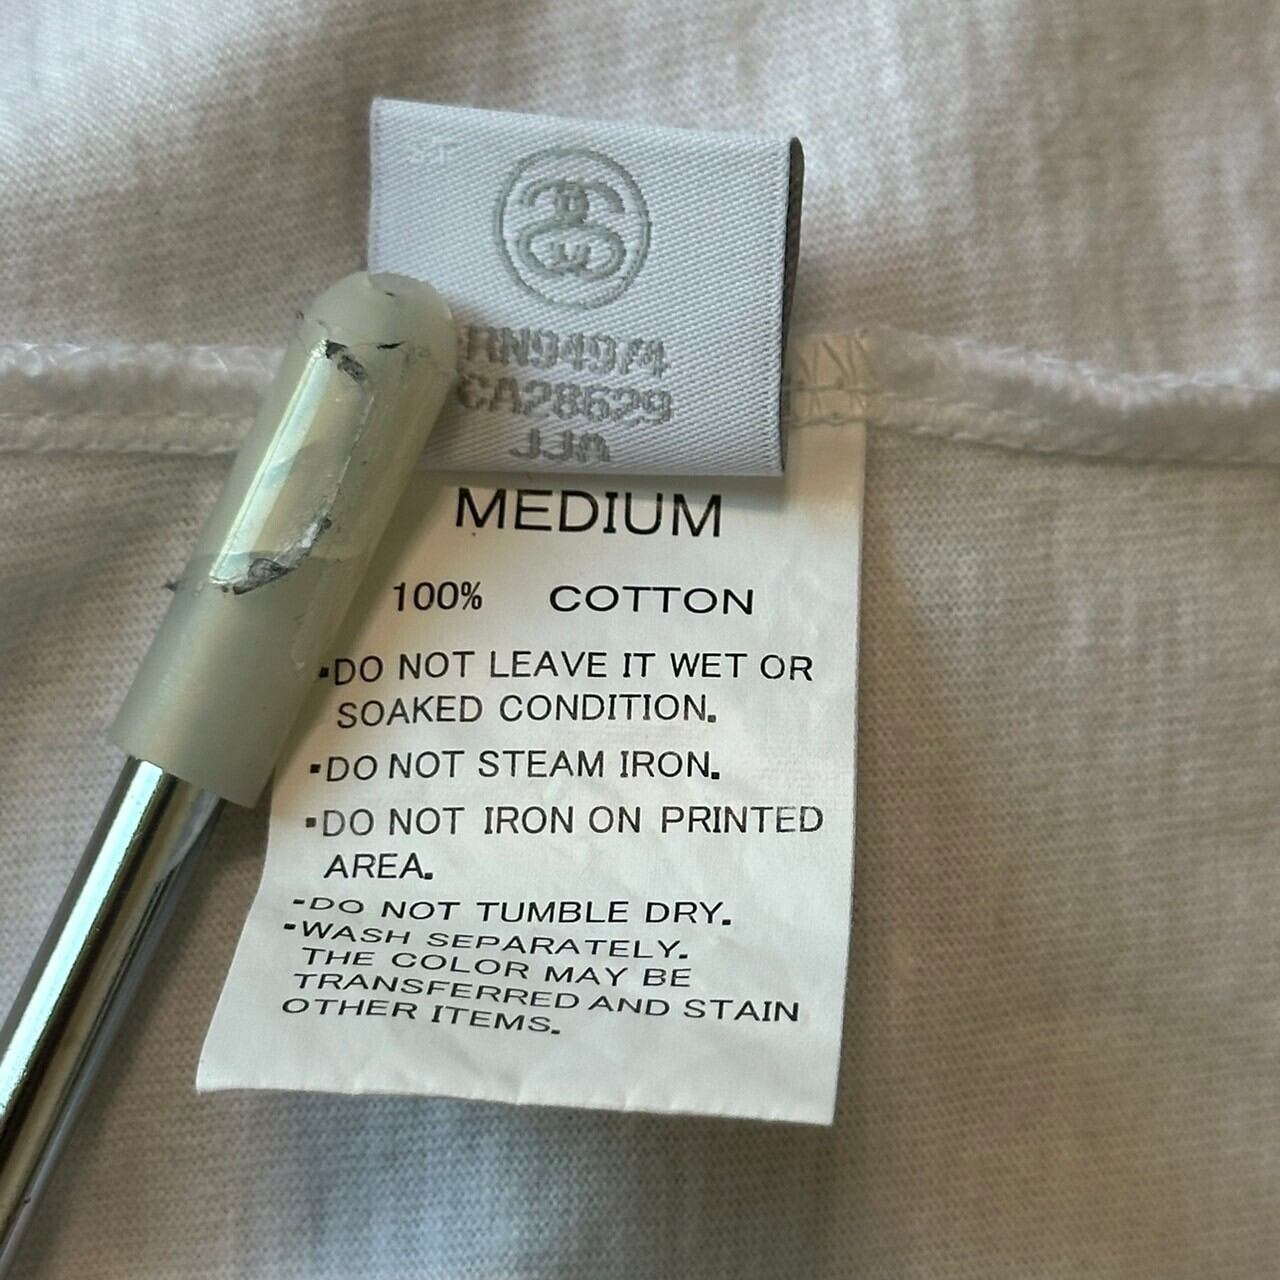 RN94974
CA28629
JJA
MEDIUM
100% COTTON
▪DO NOT LEAVE IT WET OR
SOAKED CONDITION.
▪DO NOT STEAM IRON.
▪DO NOT IRON ON PRINTED
AREA.
▪DO NOT TUMBLE DRY.
▪WASH SEPARATELY.
THE COLOR MAY BE
TRANSFERRED AND STAIN
OTHER ITEMS.